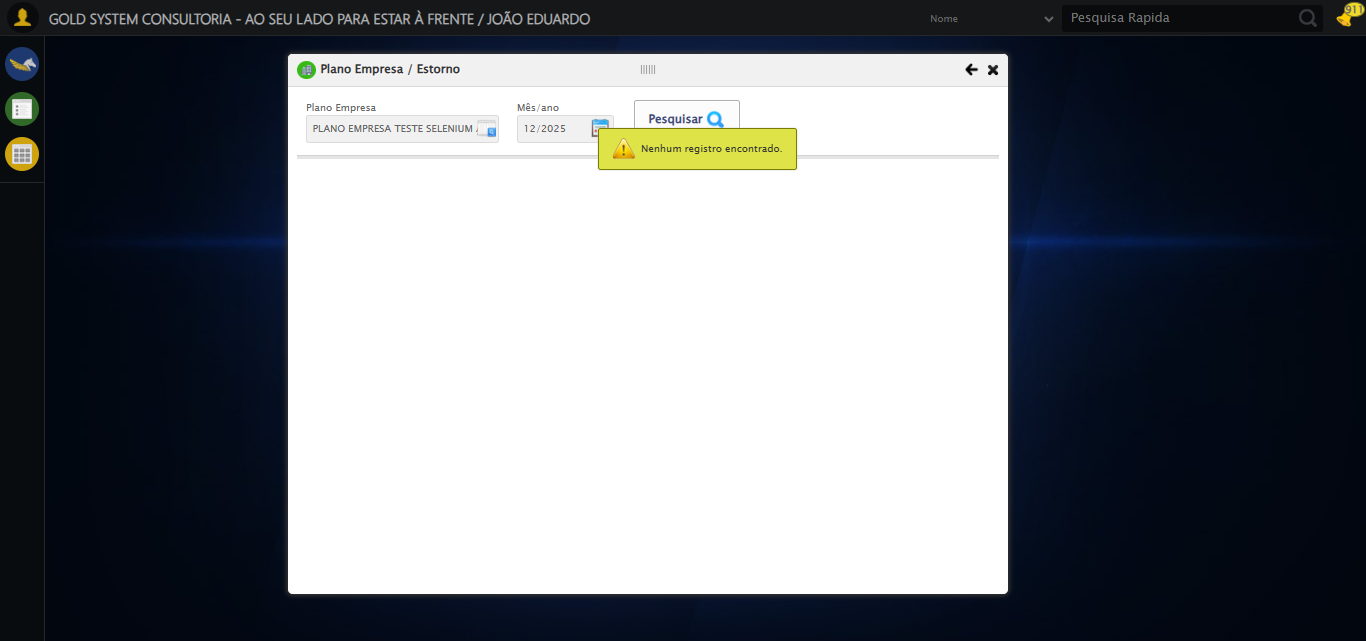 GOLD SYSTEM CONSULTORIA - AO SEU LADO PARA ESTAR À FRENTE / JOÃO EDUARDO
Nome
Pesquisa Rapida
911
Plano Empresa / Estorno
Plano Empresa
Mês/ano
PLANO EMPRESA TESTE SELENIUM
12/2025
Pesquisar
Nenhum registro encontrado.